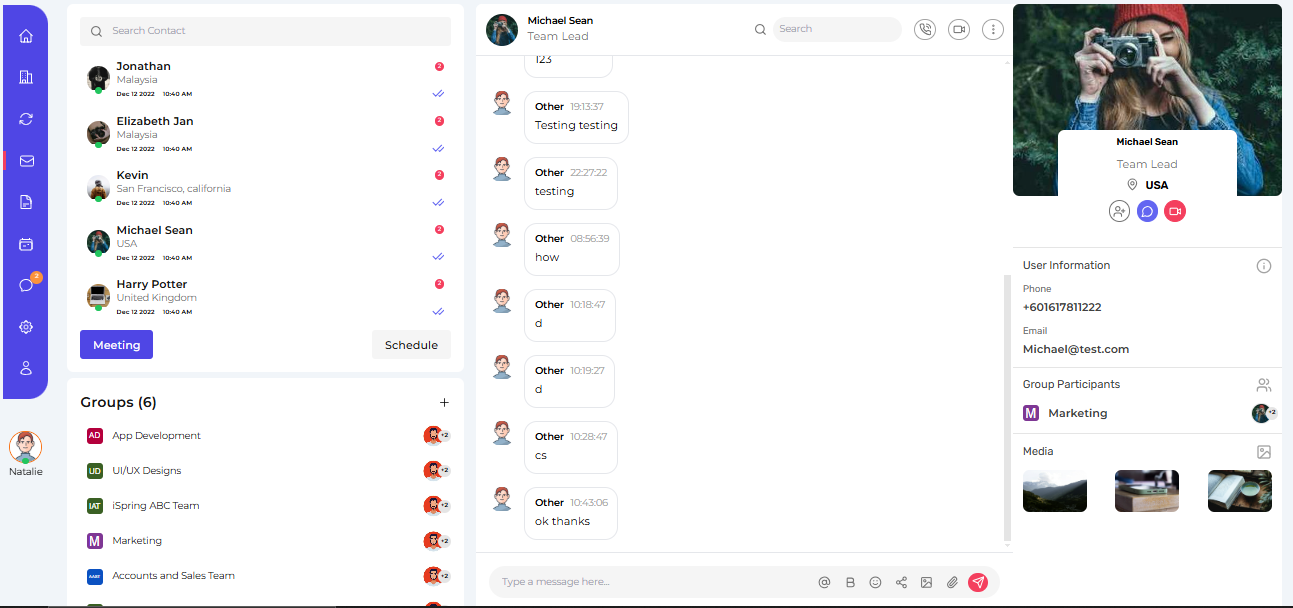 2
Natalie
Search Contact
Jonathan
2
Malaysia
Dec 12 2022 10:40 AM
Elizabeth Jan
2
Malaysia
Dec 12 2022 10:40 AM
Kevin
2
San Francisco, california
Dec 12 2022 10:40 AM
Michael Sean
2
USA
Dec 12 2022 10:40 AM
Harry Potter
2
United Kingdom
Dec 12 2022 10:40 AM
Meeting
Schedule
Groups (6)
+
AD App Development +2
UD UI/UX Designs +2
IAT iSpring ABC Team +2
M Marketing +2
AABT Accounts and Sales Team +2
Michael Sean
Team Lead
Search
123
Other 19:13:37
Testing testing
Other 22:27:22
testing
Other 08:56:39
how
Other 10:18:47
d
Other 10:19:27
d
Other 10:28:47
cs
Other 10:43:06
ok thanks
Type a message here...
@ B
Michael Sean
Team Lead
USA
User Information
Phone
+601617811222
Email
Michael@test.com
Group Participants
M Marketing +2
Media